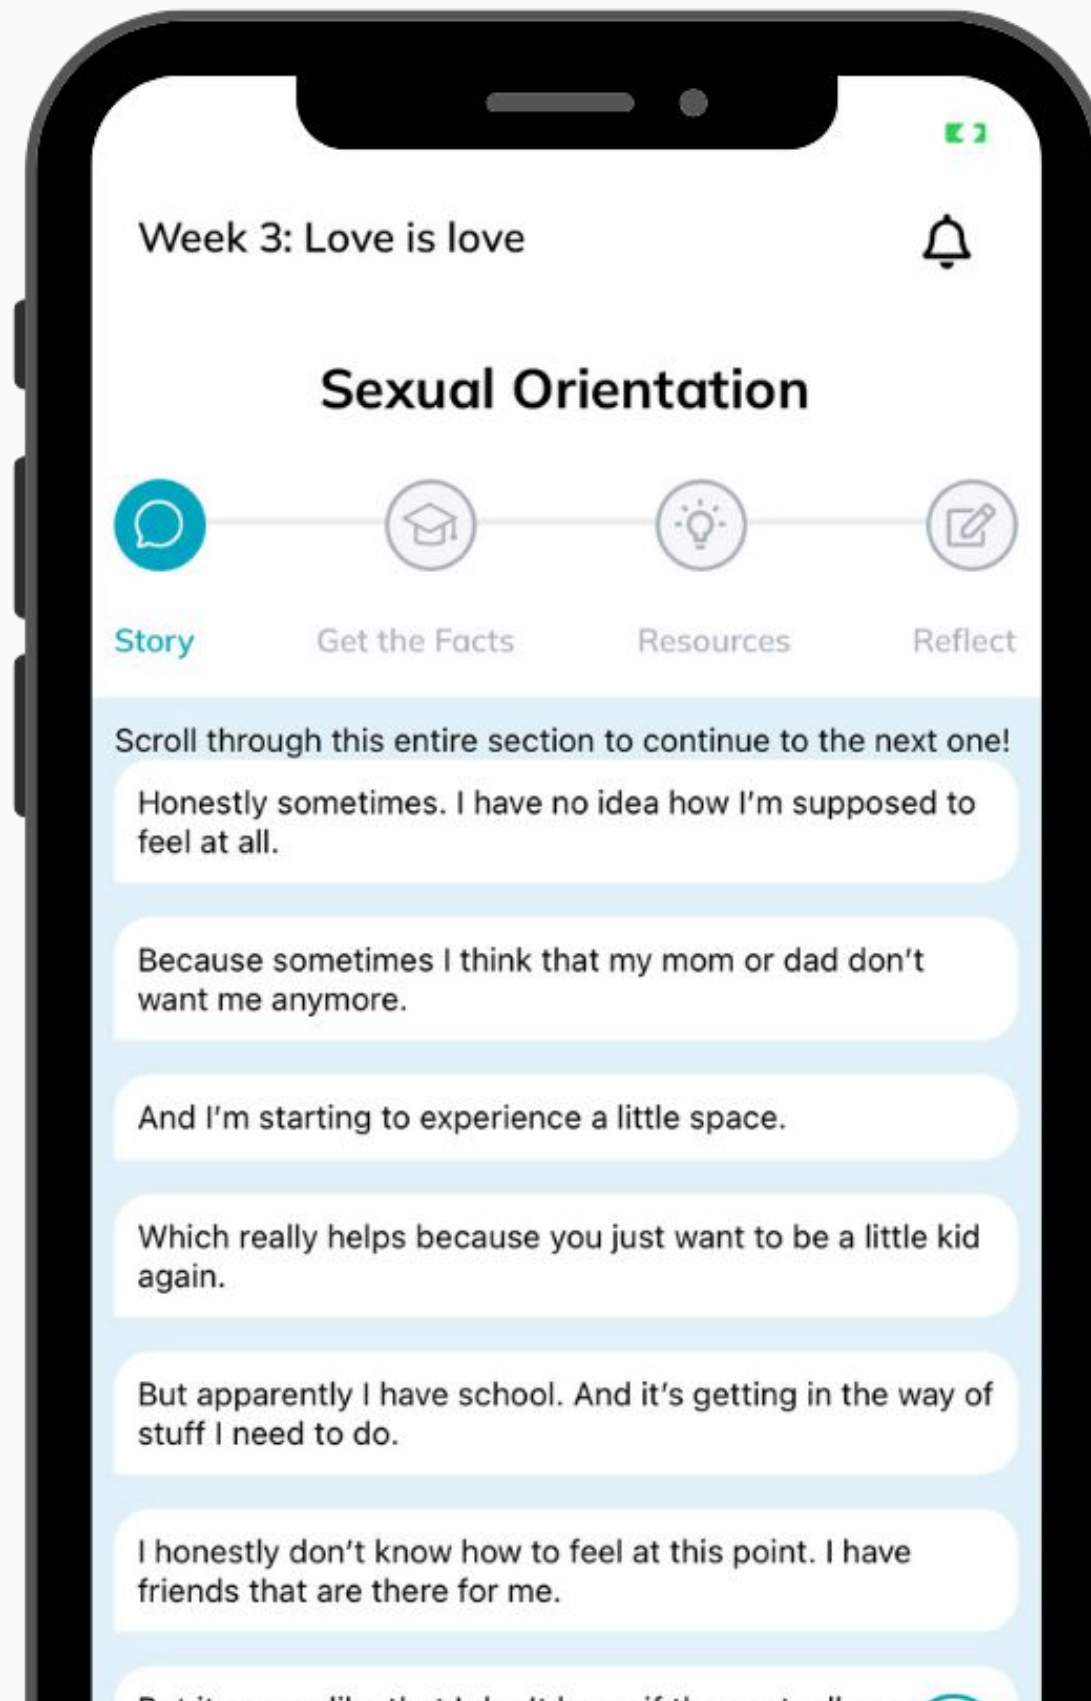 Week 3: Love is love
Sexual Orientation
Story
Get the Facts
Resources
Reflect
Scroll through this entire section to continue to the next one!
Honestly sometimes. I have no idea how I'm supposed to
feel at all.
Because sometimes I think that my mom or dad don't
want me anymore.
And I'm starting to experience a little space.
Which really helps because you just want to be a little kid
again.
But apparently I have school. And it's getting in the way of
stuff I need to do.
I honestly don't know how to feel at this point. I have
friends that are there for me.